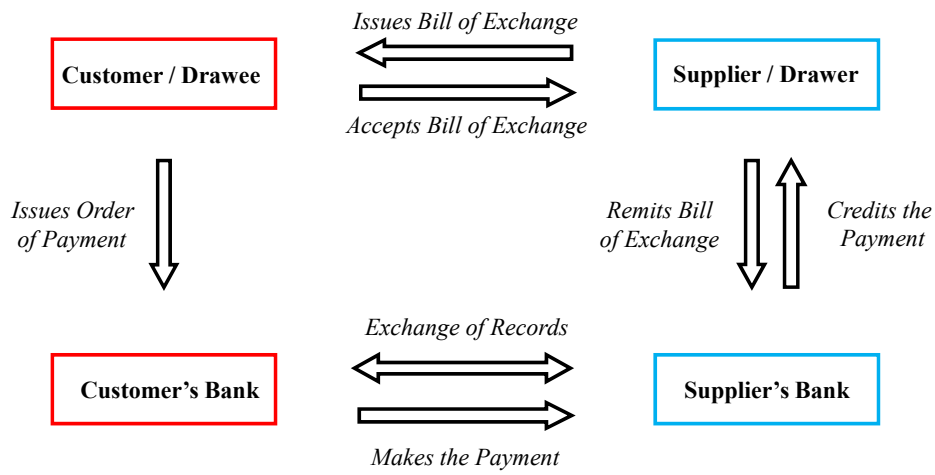 Issues Bill of Exchange
Customer / Drawee
Supplier / Drawer
Accepts Bill of Exchange
Issues Order
of Payment
Remits Bill
of Exchange
Credits the
Payment
Exchange of Records
Customer’s Bank
Supplier’s Bank
Makes the Payment